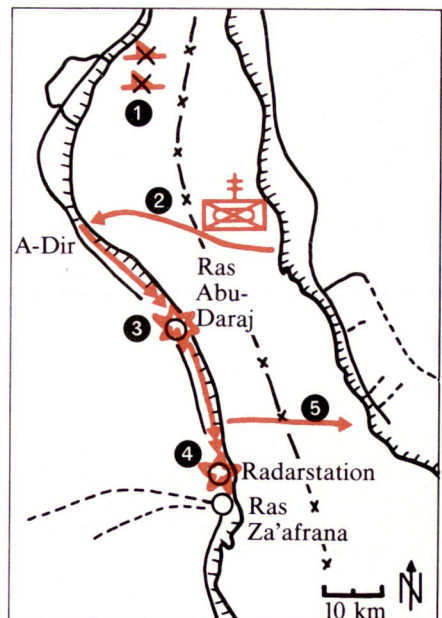 1
2
A-Dir
Ras
Abu-
Daraj
3
5
4
Radarstation
Ras
Za'afrana
N
10 km